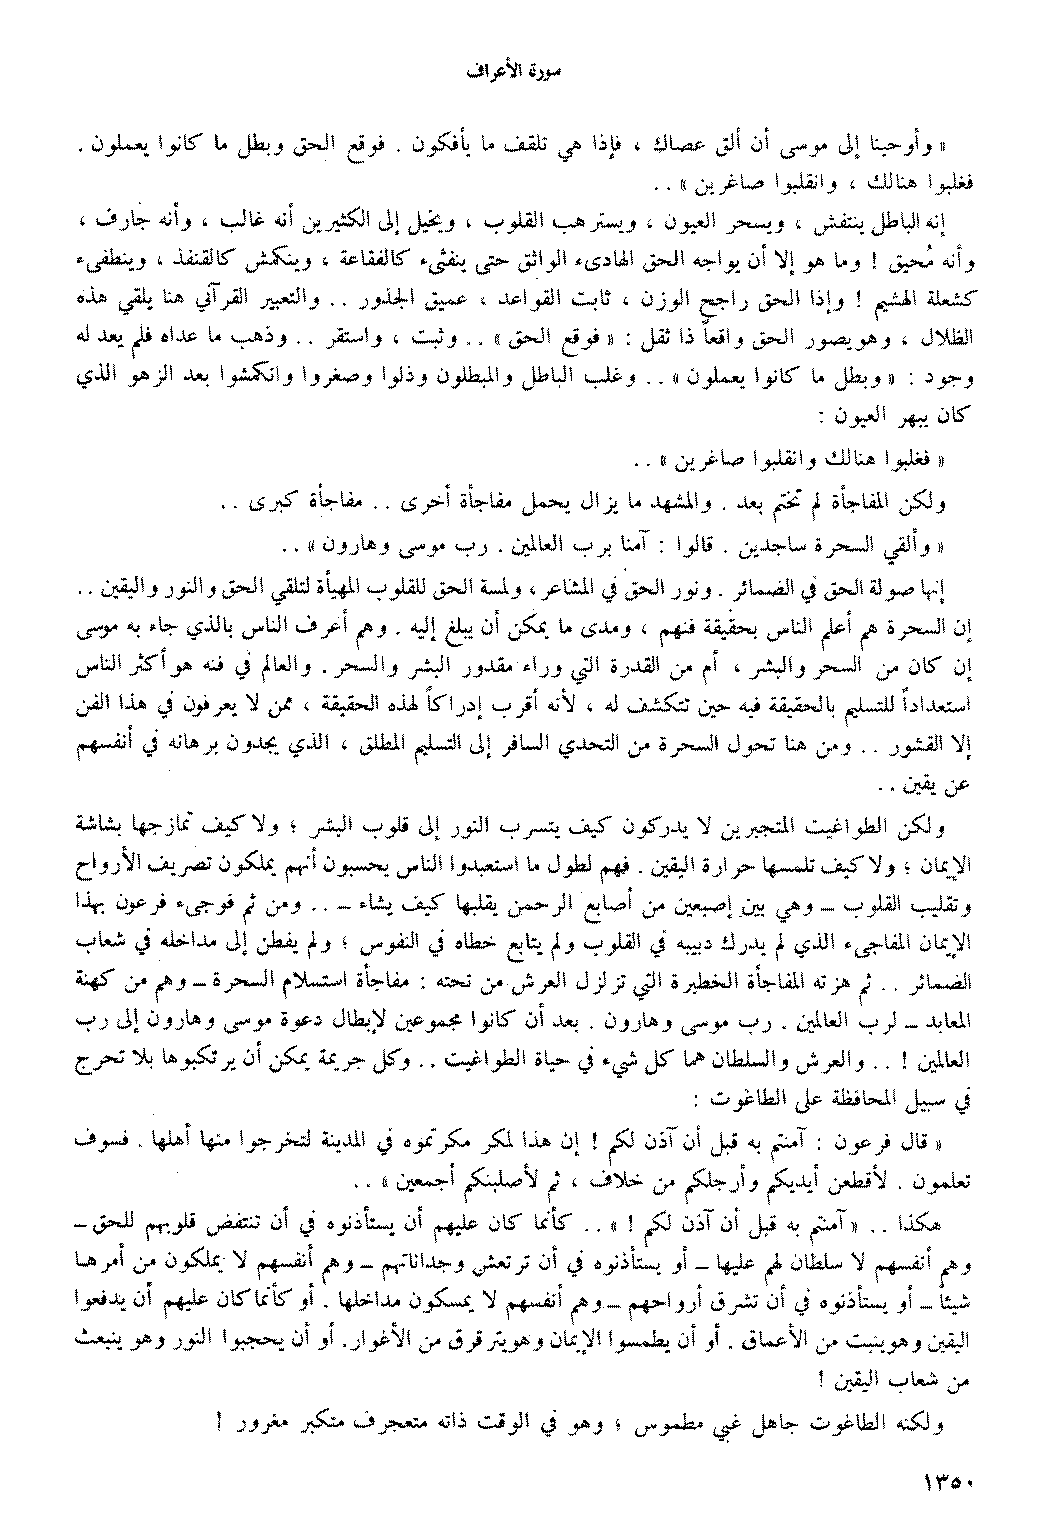 سورة الأعراف
« وأوحينا إلى موسى أن ألق عصاك ، فإذا هي تلقف ما يأفكون . فوقع الحق وبطل ما كانوا يعملون .
فغلبوا هنالك ، وانقلبوا صاغرين » . .
إنه الباطل ينتفش ، ويسحر العيون ، ويسترهب القلوب ، ويخيل إلى الكثيرين أنه غالب ، وأنه جارف ،
وأنه مُحيق ! وما هو إلا أن يواجه الحق الهادىء الواثق حتى ينفثىء كالفقاعة ، وينكمش كالقنفذ ، وينطفىء
كشعلة الهشيم ! وإذا الحق راجح الوزن ، ثابت القواعد ، عميق الجذور . . والتعبير القرآني هنا يلقي هذه
الظلال ، وهو يصور الحق واقعاً ذا ثقل : « فوقع الحق » . . وثبت ، واستقر . . وذهب ما عداه فلم يعد له
وجود : « وبطل ما كانوا يعملون » . . وغلب الباطل والمبطلون وذلوا وصغروا وانكمشوا بعد الزهو الذي
كان يبهر العيون :
« فغلبوا هنالك وانقلبوا صاغرين » . .
ولكن المفاجأة لم تختم بعد . والمشهد ما يزال يحمل مفاجأة أخرى . . مفاجأة كبرى . .
« وألقي السحرة ساجدين . قالوا : آمنا برب العالمين . رب موسى وهارون » . .
إنها صولة الحق في الضمائر . ونور الحق في المشاعر ، ولمسة الحق للقلوب المهيأة لتلقي الحق والنور واليقين . .
إن السحرة هم أعلم الناس بحقيقة فنهم ، ومدى ما يمكن أن يبلغ إليه . وهم أعرف الناس بالذي جاء به موسى
إن كان من السحر والبشر ، أم من القدرة التي وراء مقدور البشر والسحر . والعالم في فنه هو أكثر الناس
استعداداً للتسليم بالحقيقة فيه حين تتكشف له ، لأنه أقرب إدراكاً لهذه الحقيقة ، ممن لا يعرفون في هذا الفن
إلا القشور . . ومن هنا تحول السحرة من التحدي السافر إلى التسليم المطلق ، الذي يجدون برهانه في أنفسهم
عن يقين . .
ولكن الطواغيت المتجبرين لا يدركون كيف يتسرب النور إلى قلوب البشر ؛ ولا كيف تمازجها بشاشة
الإيمان ؛ ولا كيف تلمسها حرارة اليقين . فهم لطول ما استعبدوا الناس يحسبون أنهم يملكون تصريف الأرواح
وتقليب القلوب – وهي بين إصبعين من أصابع الرحمن يقلبها كيف يشاء – . . ومن ثم فوجىء فرعون بهذا
الإيمان المفاجىء الذي لم يدرك دبيبه في القلوب ولم يتابع خطاه في النفوس ؛ ولم يفطن إلى مداخله في شعاب
الضمائر . . ثم هزته المفاجأة الخطيرة التي تزلزل العرش من تحته : مفاجأة استسلام السحرة – وهم من كهنة
المعابد – لرب العالمين . رب موسى وهارون . بعد أن كانوا مجموعين لإبطال دعوة موسى وهارون إلى رب
العالمين ! . . والعرش والسلطان هما كل شيء في حياة الطواغيت . . وكل جريمة يمكن أن يرتكبوها بلا تحرج
في سبيل المحافظة على الطاغوت :
« قال فرعون : آمنتم به قبل أن آذن لكم ! إن هذا لمكر مكرتموه في المدينة لتخرجوا منها أهلها . فسوف
تعلمون . لأقطعن أيديكم وأرجلكم من خلاف ، ثم لأصلبنكم أجمعين » . .
هكذا . . « آمنتم به قبل أن آذن لكم ! » . . كأنما كان عليهم أن يستأذنوه في أن تنتفض قلوبهم للحق –
وهم أنفسهم لا سلطان لهم عليها – أو يستأذنوه في أن ترتعش وجداناتهم – وهم أنفسهم لا يملكون من أمرها
شيئاً – أو يستأذنوه في أن تشرق أرواحهم – وهم أنفسهم لا يمسكون مداخلها . أو كأنما كان عليهم أن يدفعوا
اليقين وهو ينبت من الأعماق . أو أن يطمسوا الإيمان وهو يترقرق من الأغوار . أو أن يحجبوا النور وهو ينبعث
من شعاب اليقين !
ولكنه الطاغوت جاهل غبي مطموس ؛ وهو في الوقت ذاته متعجرف متكبر مغرور !
١٣٥٠